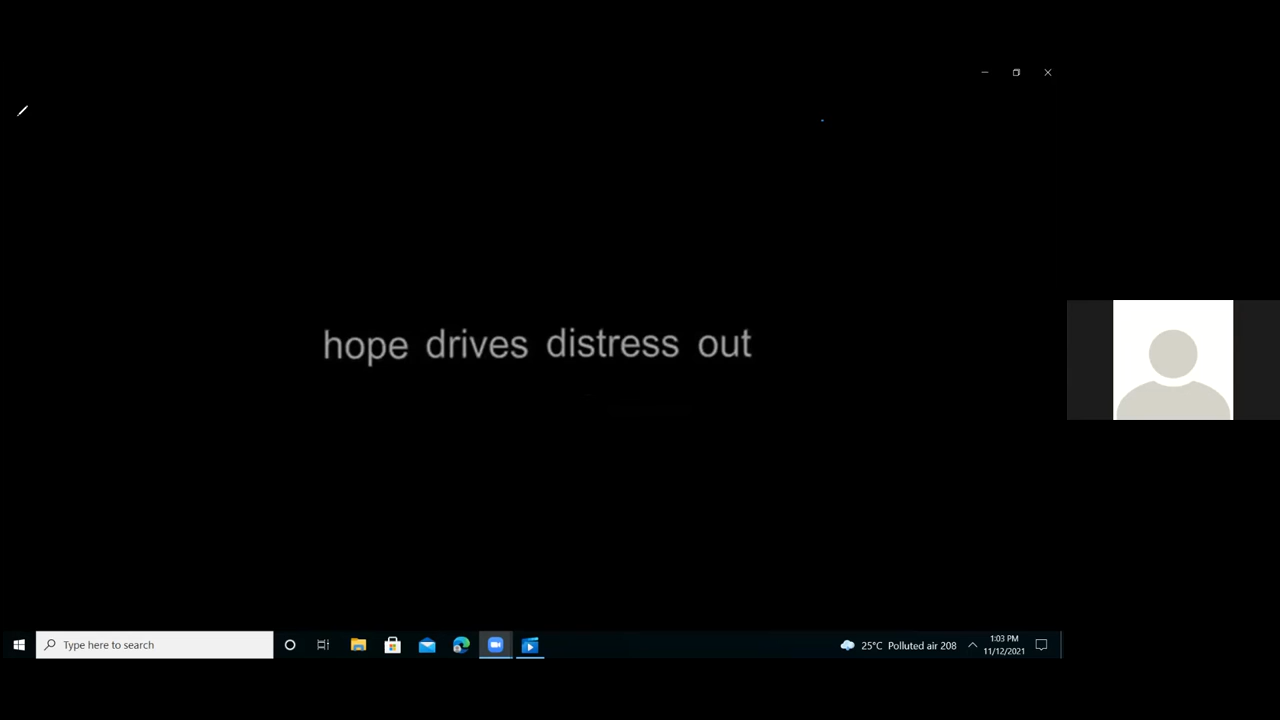 hope drives distress out
Type here to search
25°C Polluted air 208
1:03 PM
11/12/2021